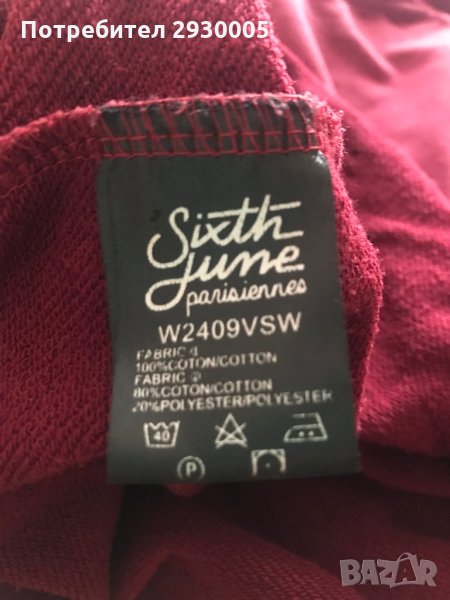 Потребител 2930005
Sixth
June
parisiennes
W2409VSW
FABRIC 1
100%COTON/COTTON
FABRIC 2
80%COTON/COTTON
20%POLYESTER/POLYESTER
40
P
BAZAR